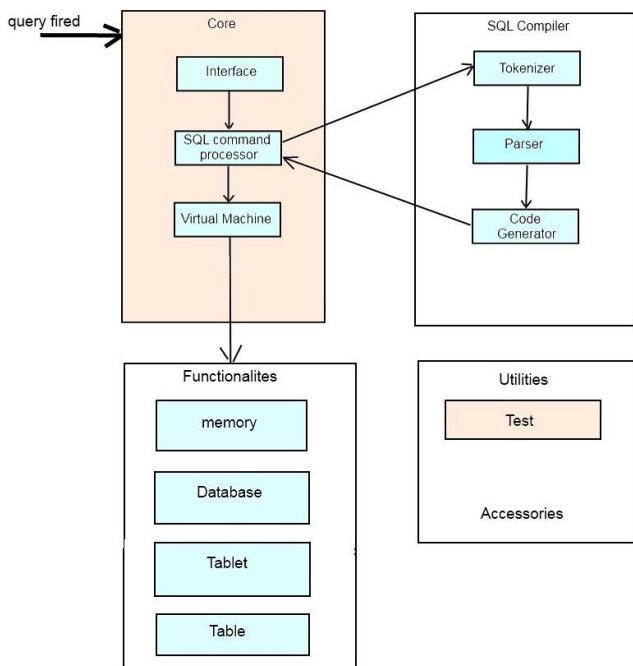 query fired
Core
Interface
SQL command
processor
Virtual Machine
SQL Compiler
Tokenizer
Parser
Code
Generator
Functionalites
memory
Database
Tablet
Table
Utilities
Test
Accessories